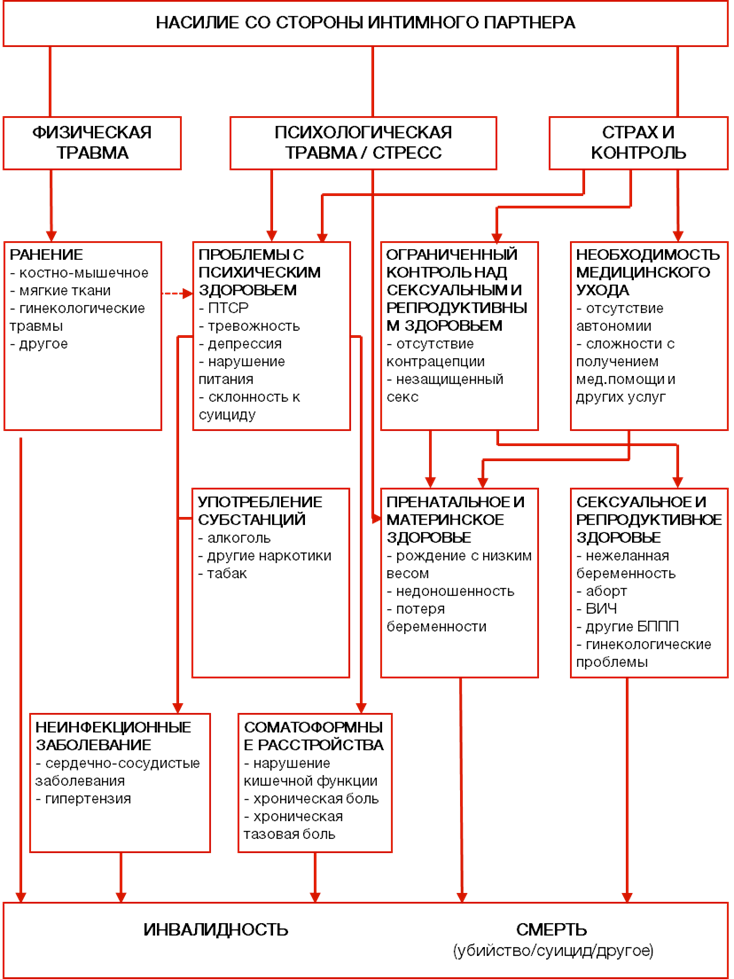 НАСИЛИЕ СО СТОРОНЫ ИНТИМНОГО ПАРТНЕРА
ФИЗИЧЕСКАЯ
ТРАВМА
ПСИХОЛОГИЧЕСКАЯ
ТРАВМА / СТРЕСС
СТРАХ И
КОНТРОЛЬ
РАНЕНИЕ
- костно-мышечное
- мягкие ткани
- гинекологические
травмы
- другое
ПРОБЛЕМЫ С
ПСИХИЧЕСКИМ
ЗДОРОВЬЕМ
- ПТСР
- тревожность
- депрессия
- нарушение
питания
- склонность к
суициду
ОГРАНИЧЕННЫЙ
КОНТРОЛЬ НАД
СЕКСУАЛЬНЫМ И
РЕПРОДУКТИВНЫ
М ЗДОРОВЬЕМ
- отсутствие
контрацепции
- незащищенный
секс
НЕОБХОДИМОСТЬ
МЕДИЦИНСКОГО
УХОДА
- отсутствие
автономии
- сложности с
получением
мед.помощи и
других услуг
УПОТРЕБЛЕНИЕ
СУБСТАНЦИЙ
- алкоголь
- другие наркотики
- табак
ПРЕНАТАЛЬНОЕ И
МАТЕРИНСКОЕ
ЗДОРОВЬЕ
- рождение с низким
весом
- недоношенность
- потеря
беременности
СЕКСУАЛЬНОЕ И
РЕПРОДУКТИВНОЕ
ЗДОРОВЬЕ
- нежеланная
беременность
- аборт
- ВИЧ
- другие БППП
- гинекологические
проблемы
НЕИНФЕКЦИОННЫЕ
ЗАБОЛЕВАНИЕ
- сердечно-сосудистые
заболевания
- гипертензия
СОМАТОФОРМНЫ
Е РАССТРОЙСТВА
- нарушение
кишечной функции
- хроническая боль
- хроническая
тазовая боль
ИНВАЛИДНОСТЬ
СМЕРТЬ
(убийство/суицид/другое)